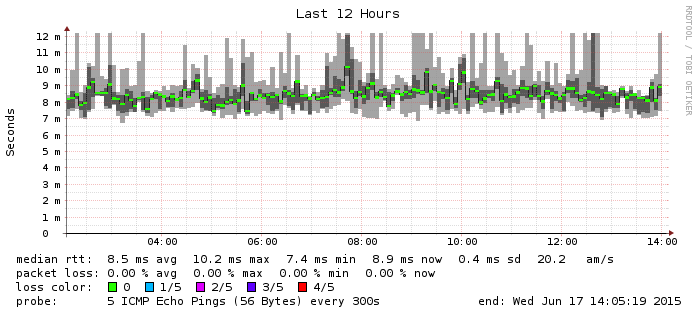 Last 12 Hours
RRDTOOL / TOBI OETIKER
Seconds
12 m
11 m
10 m
9 m
8 m
7 m
6 m
5 m
4 m
3 m
2 m
1 m
0
04:00 06:00 08:00 10:00 12:00 14:00
median rtt: 8.5 ms avg 10.2 ms max 7.4 ms min 8.9 ms now 0.4 ms sd 20.2 am/s
packet loss: 0.00 % avg 0.00 % max 0.00 % min 0.00 % now
loss color: 0 1/5 2/5 3/5 4/5
probe: 5 ICMP Echo Pings (56 Bytes) every 300s end: Wed Jun 17 14:05:19 2015